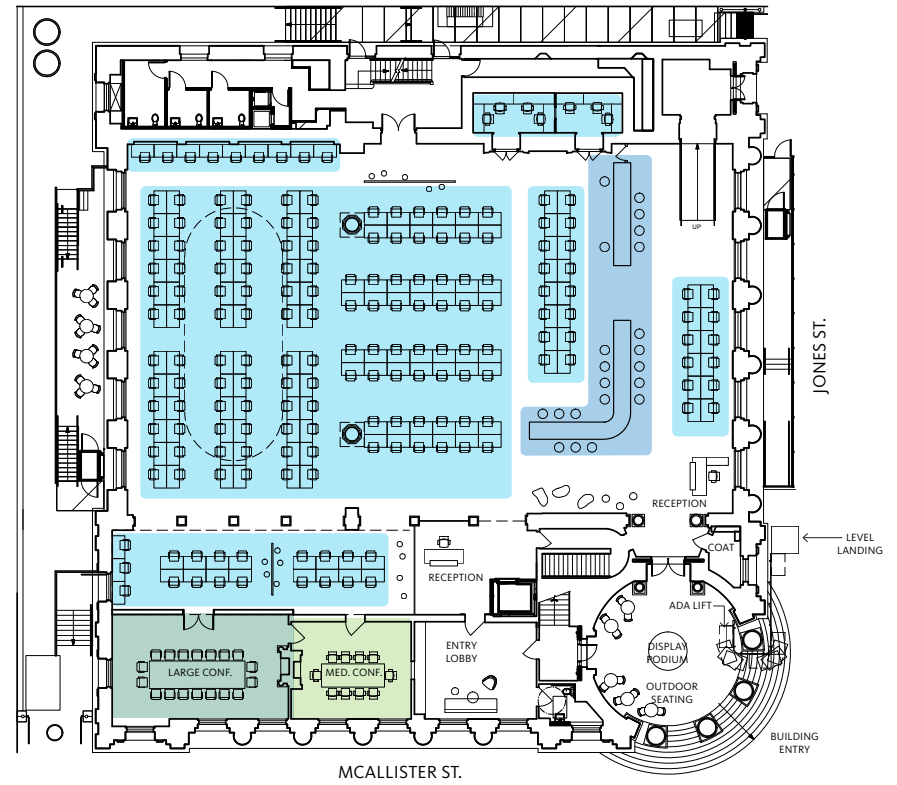 UP
JONES ST.
RECEPTION
LEVEL
LANDING
COAT
RECEPTION
ADA LIFT
ENTRY
LOBBY
DISPLAY
PODIUM
LARGE CONF.
MED. CONF.
OUTDOOR
SEATING
BUILDING
ENTRY
MCALLISTER ST.